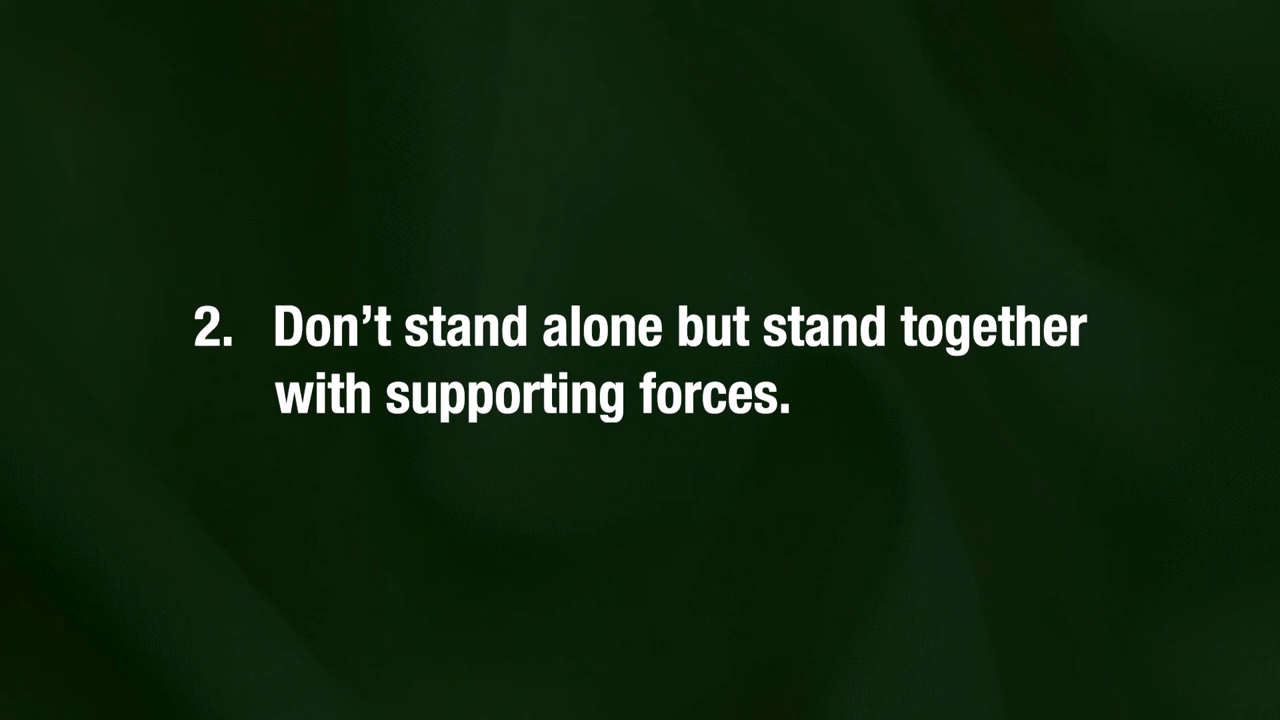 2. Don’t stand alone but stand together
with supporting forces.